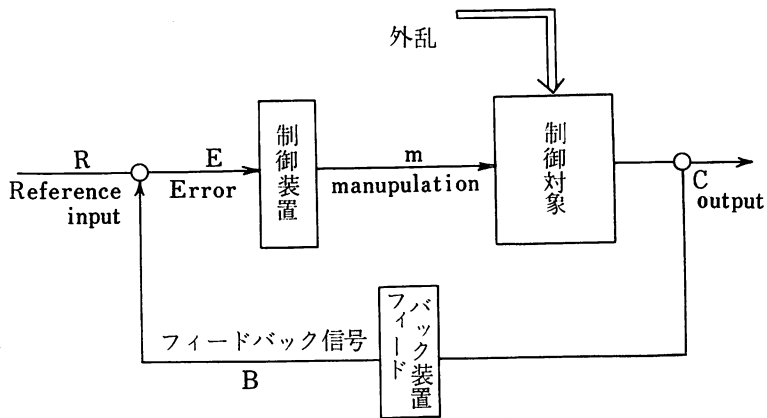 外乱
R
Reference
input
E
Error
制御装置
m
manupulation
制御対象
C
output
フィードバック信号
B
フィード
バック装置